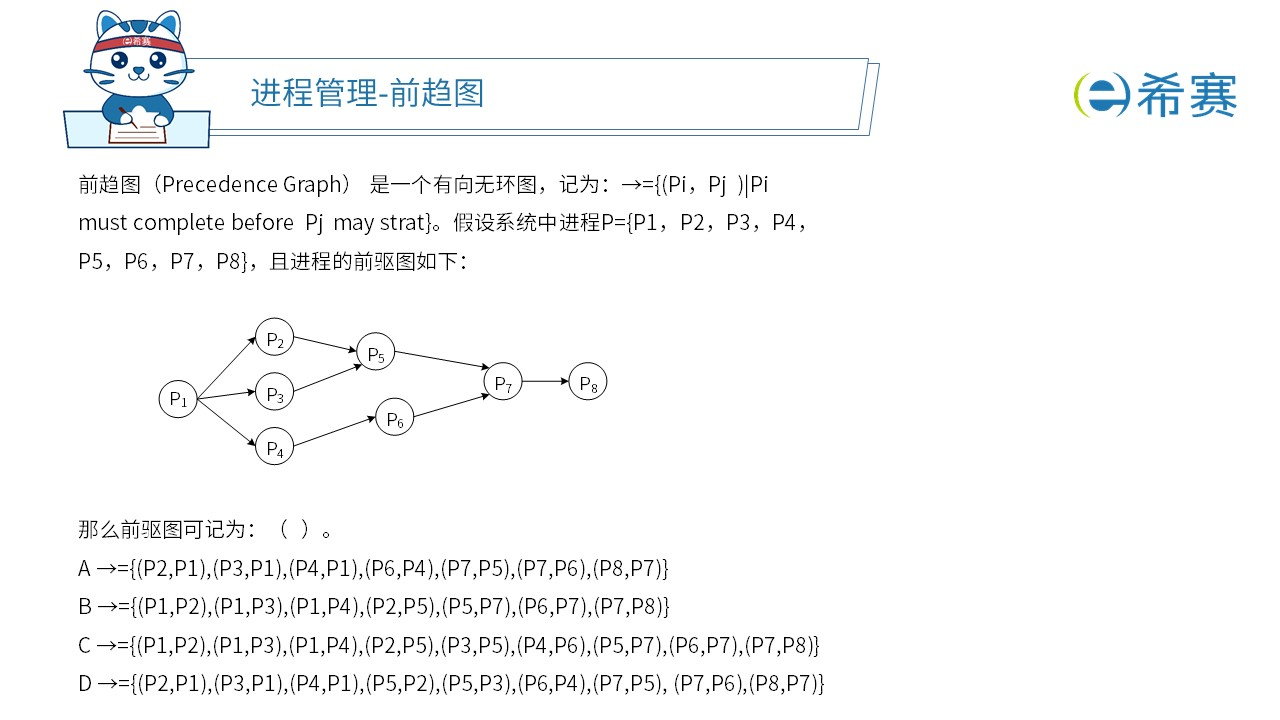 希赛
进程管理-前趋图
希赛
前趋图（Precedence Graph） 是一个有向无环图，记为：→={(Pi，Pj )|Pi
must complete before Pj may strat}。假设系统中进程P={P1，P2，P3，P4，
P5，P6，P7，P8}，且进程的前驱图如下：
P2
P5
P7
P8
P3
P1
P6
P4
那么前驱图可记为：（ ）。
A →={(P2,P1),(P3,P1),(P4,P1),(P6,P4),(P7,P5),(P7,P6),(P8,P7)}
B →={(P1,P2),(P1,P3),(P1,P4),(P2,P5),(P5,P7),(P6,P7),(P7,P8)}
C →={(P1,P2),(P1,P3),(P1,P4),(P2,P5),(P3,P5),(P4,P6),(P5,P7),(P6,P7),(P7,P8)}
D →={(P2,P1),(P3,P1),(P4,P1),(P5,P2),(P5,P3),(P6,P4),(P7,P5), (P7,P6),(P8,P7)}